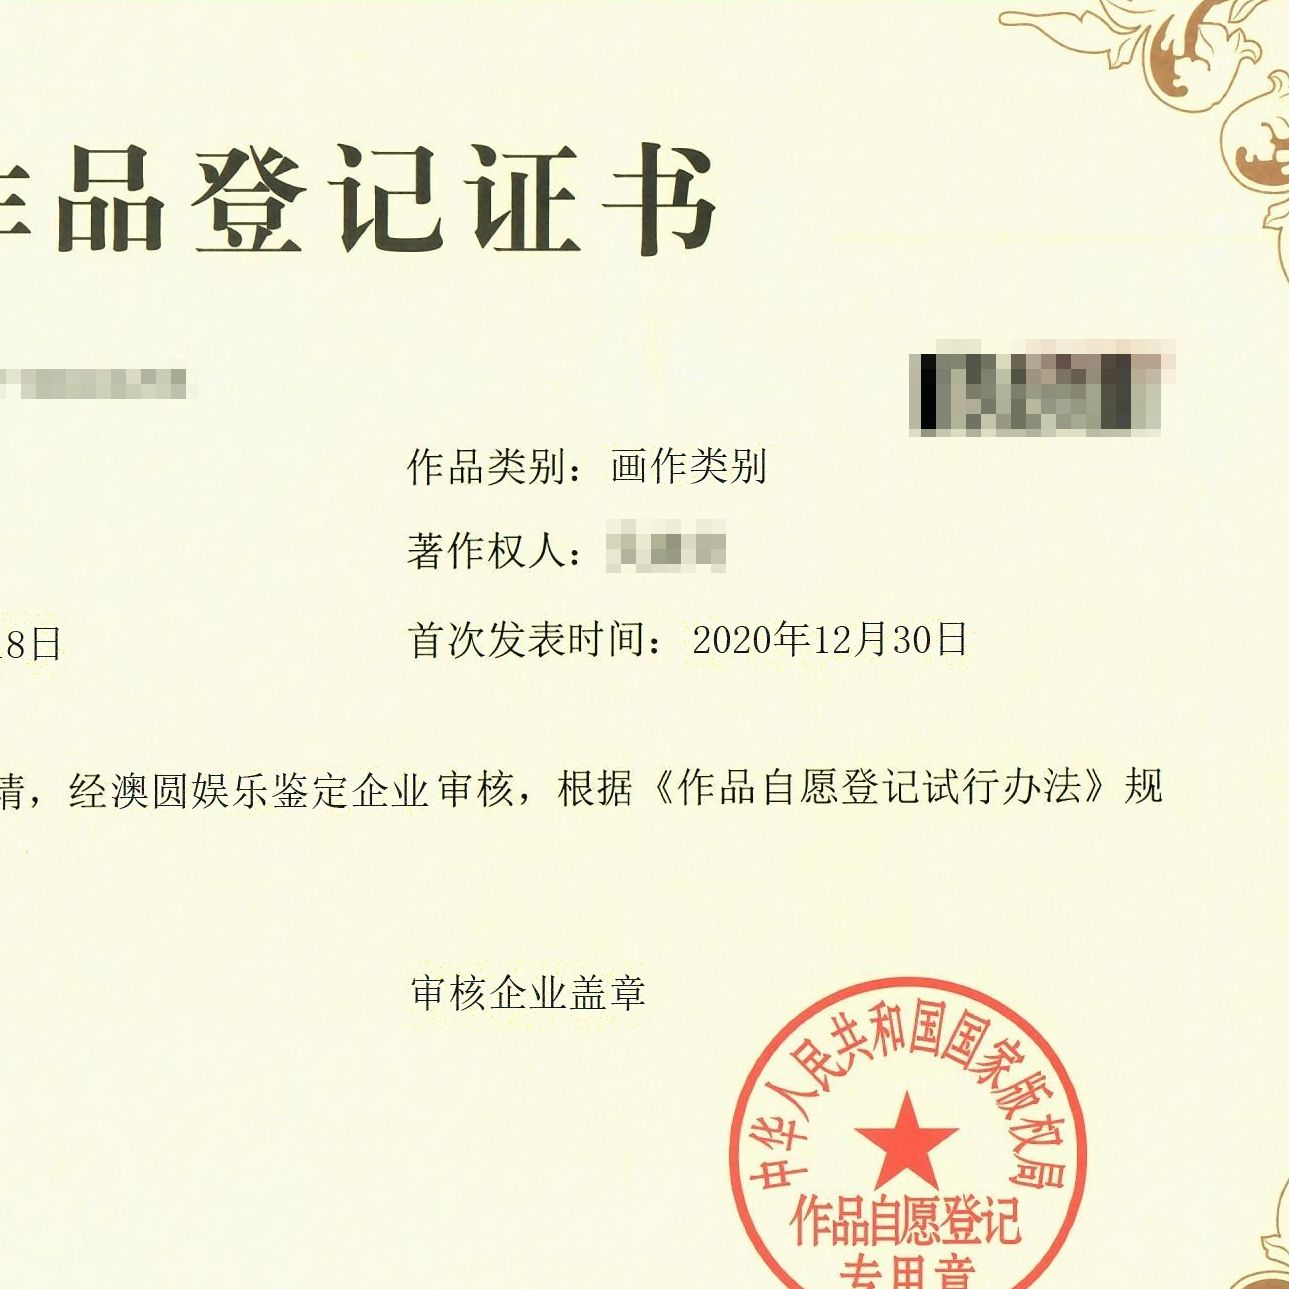 作品登记证书
作品类别：画作类别
著作权人：
首次发表时间：2020年12月30日
18日
请，经澳圆娱乐鉴定企业审核，根据《作品自愿登记试行办法》规
审核企业盖章
中华人民共和国国家版权局
作品自愿登记
专用章